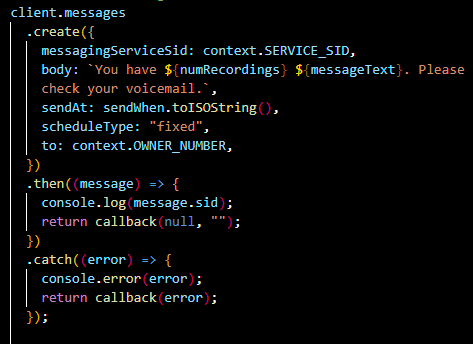 client.messages
.create({
messagingServiceSid: context.SERVICE_SID,
body: `You have ${numRecordings} ${messageText}. Please
check your voicemail.`,
sendAt: sendWhen.toISOString(),
scheduleType: "fixed",
to: context.OWNER_NUMBER,
})
.then((message) => {
console.log(message.sid);
return callback(null, "");
})
.catch((error) => {
console.error(error);
return callback(error);
});